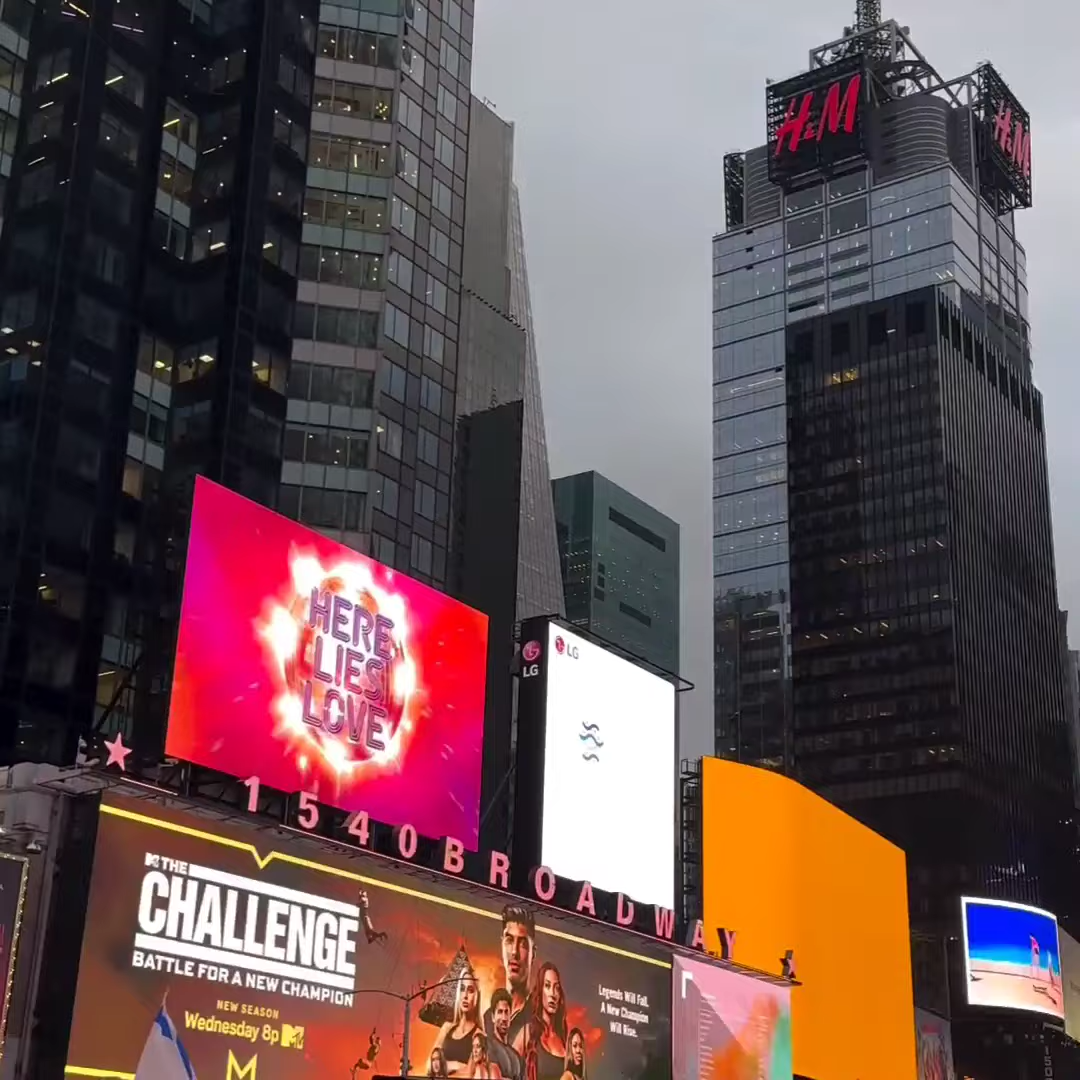 H&M
H&M
HERE
LIES
LOVE
LG
LG
1540 BROADWAY
THE
CHALLENGE
BATTLE FOR A NEW CHAMPION
NEW SEASON
Wednesday 8p
Legends Will Fall.
A New Champion
Will Rise.